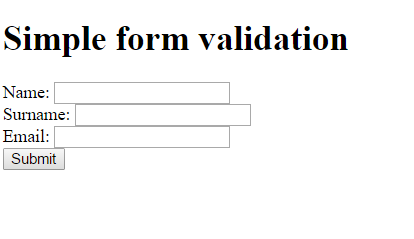 Simple form validation
Name:
Surname:
Email:
Submit